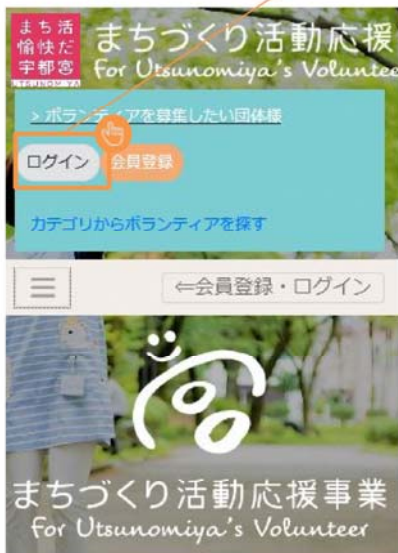 まち活
愉快だ
宇都宮
UTSUNOMIYA
まちづくり活動応援
For Utsunomiya's Voluntee
> ボランティアを募集したい団体様
ログイン
会員登録
カテゴリからボランティアを探す
⇐会員登録・ログイン
まちづくり活動応援事業
For Utsunomiya's Volunteer